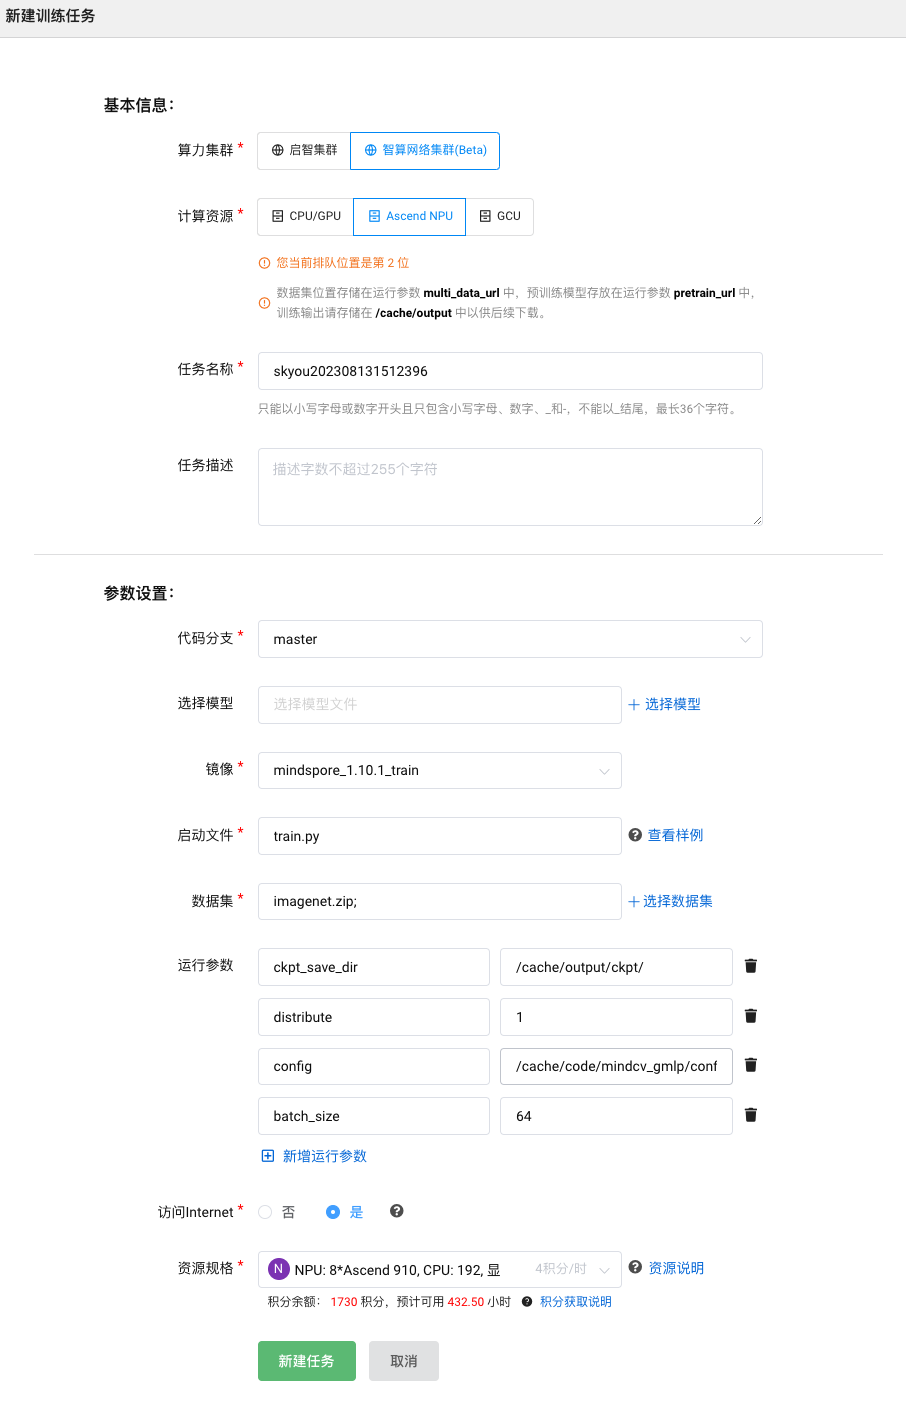 新建训练任务
基本信息：
算力集群 * 启智集群 智算网络集群(Beta)
计算资源 * CPU/GPU Ascend NPU GCU
您当前排队位置是第 2 位
数据集位置存储在运行参数 multi_data_url 中，预训练模型存放在运行参数 pretrain_url 中，
训练输出请存储在 /cache/output 中以供后续下载。
任务名称 * skyou202308131512396
只能以小写字母或数字开头且只包含小写字母、数字、_和-，不能以_结尾，最长36个字符。
任务描述 描述字数不超过255个字符
参数设置：
代码分支 * master
选择模型 选择模型文件 + 选择模型
镜像 * mindspore_1.10.1_train
启动文件 * train.py ? 查看样例
数据集 * imagenet.zip; + 选择数据集
运行参数 ckpt_save_dir /cache/output/ckpt/
distribute 1
config /cache/code/mindcv_gmlp/conf
batch_size 64
新增运行参数
访问Internet * 否 是 ?
资源规格 * N NPU: 8*Ascend 910, CPU: 192, 显 4积分/时 ? 资源说明
积分余额： 1730 积分，预计可用 432.50 小时 ? 积分获取说明
新建任务 取消